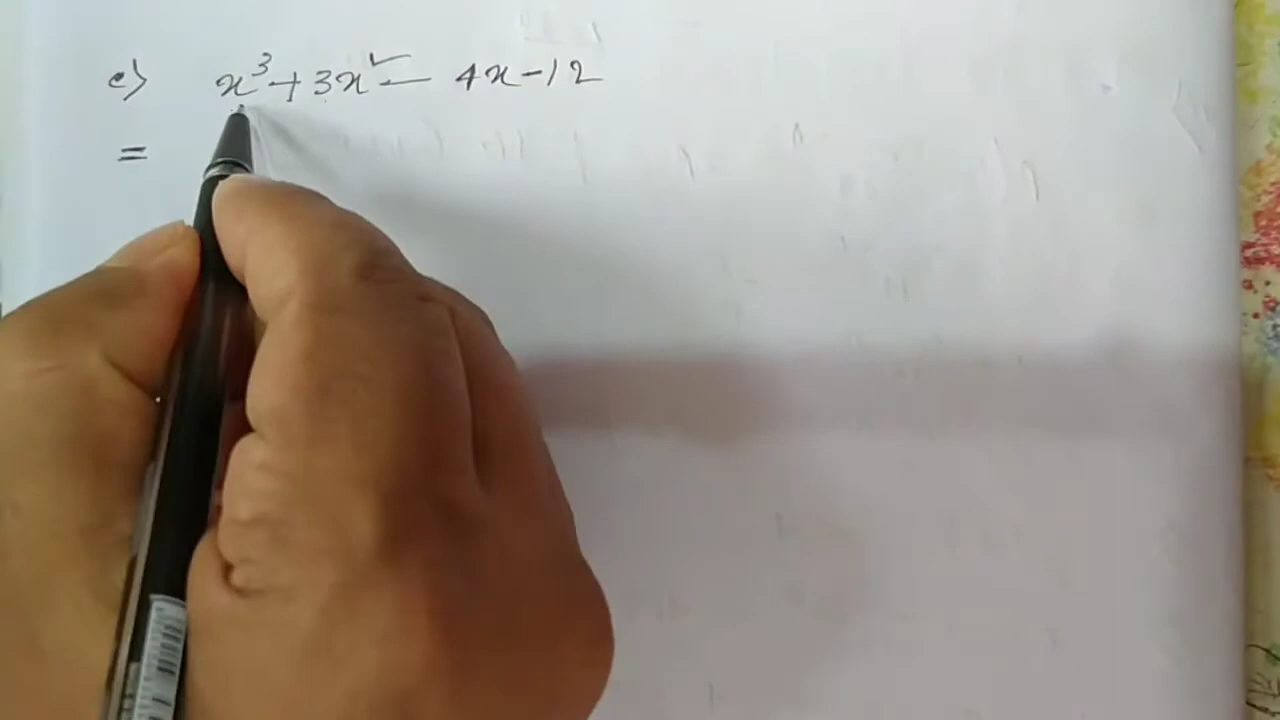 e) x³ + 3x² - 4x - 12
=